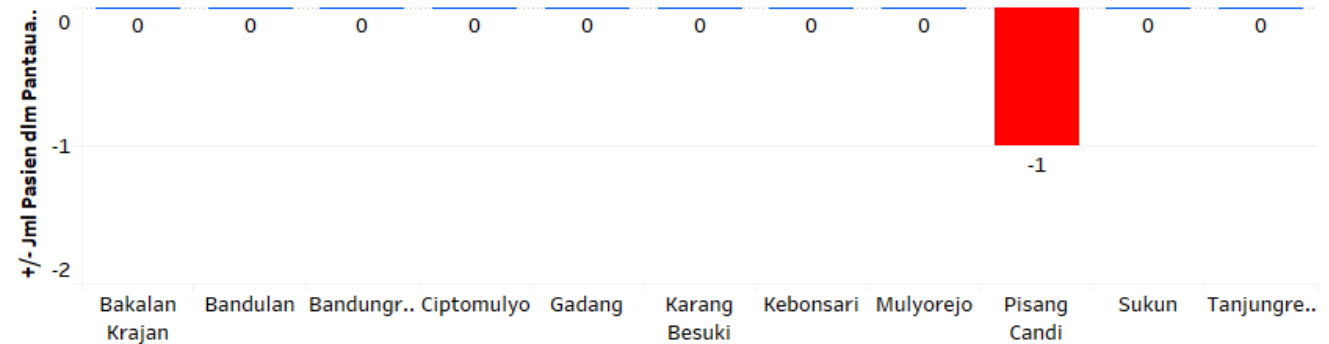 +/- Jml Pasien dlm Pantaua..
0
-1
-2
0 0 0 0 0 0 0 0 -1 0 0
Bakalan Krajan
Bandulan
Bandungr..
Ciptomulyo
Gadang
Karang Besuki
Kebonsari
Mulyorejo
Pisang Candi
Sukun
Tanjungre..